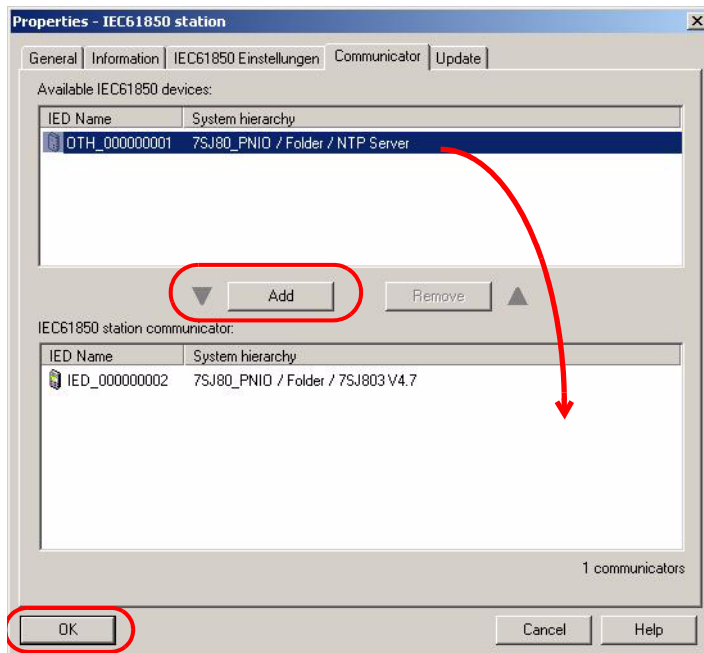 Properties - IEC61850 station
General Information IEC61850 Einstellungen Communicator Update
Available IEC61850 devices:
IED Name System hierarchy
OTH_000000001 7SJ80_PNIO / Folder / NTP Server
Add Remove
IEC61850 station communicator:
IED Name System hierarchy
IED_000000002 7SJ80_PNIO / Folder / 7SJ803 V4.7
1 communicators
OK Cancel Help